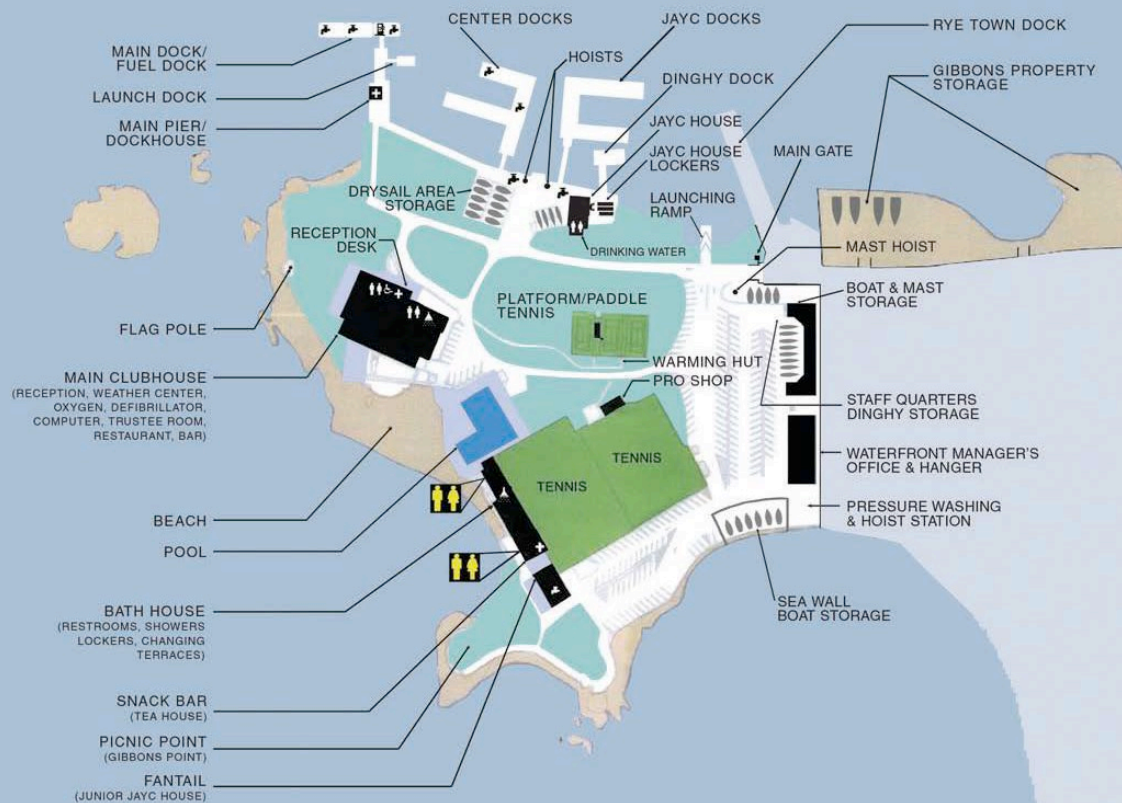 CENTER DOCKS
JAYC DOCKS
RYE TOWN DOCK
MAIN DOCK/
FUEL DOCK
HOISTS
GIBBONS PROPERTY
STORAGE
DINGHY DOCK
LAUNCH DOCK
MAIN PIER/
DOCKHOUSE
JAYC HOUSE
JAYC HOUSE
LOCKERS
MAIN GATE
DRYSAIL AREA
STORAGE
LAUNCHING
RAMP
RECEPTION
DESK
DRINKING WATER
MAST HOIST
PLATFORM/PADDLE
TENNIS
BOAT & MAST
STORAGE
FLAG POLE
WARMING HUT
PRO SHOP
MAIN CLUBHOUSE
(RECEPTION, WEATHER CENTER,
OXYGEN, DEFIBRILLATOR,
COMPUTER, TRUSTEE ROOM,
RESTAURANT, BAR)
STAFF QUARTERS
DINGHY STORAGE
TENNIS
TENNIS
WATERFRONT MANAGER'S
OFFICE & HANGER
BEACH
PRESSURE WASHING
& HOIST STATION
POOL
BATH HOUSE
(RESTROOMS, SHOWERS
LOCKERS, CHANGING
TERRACES)
SEA WALL
BOAT STORAGE
SNACK BAR
(TEA HOUSE)
PICNIC POINT
(GIBBONS POINT)
FANTAIL
(JUNIOR JAYC HOUSE)